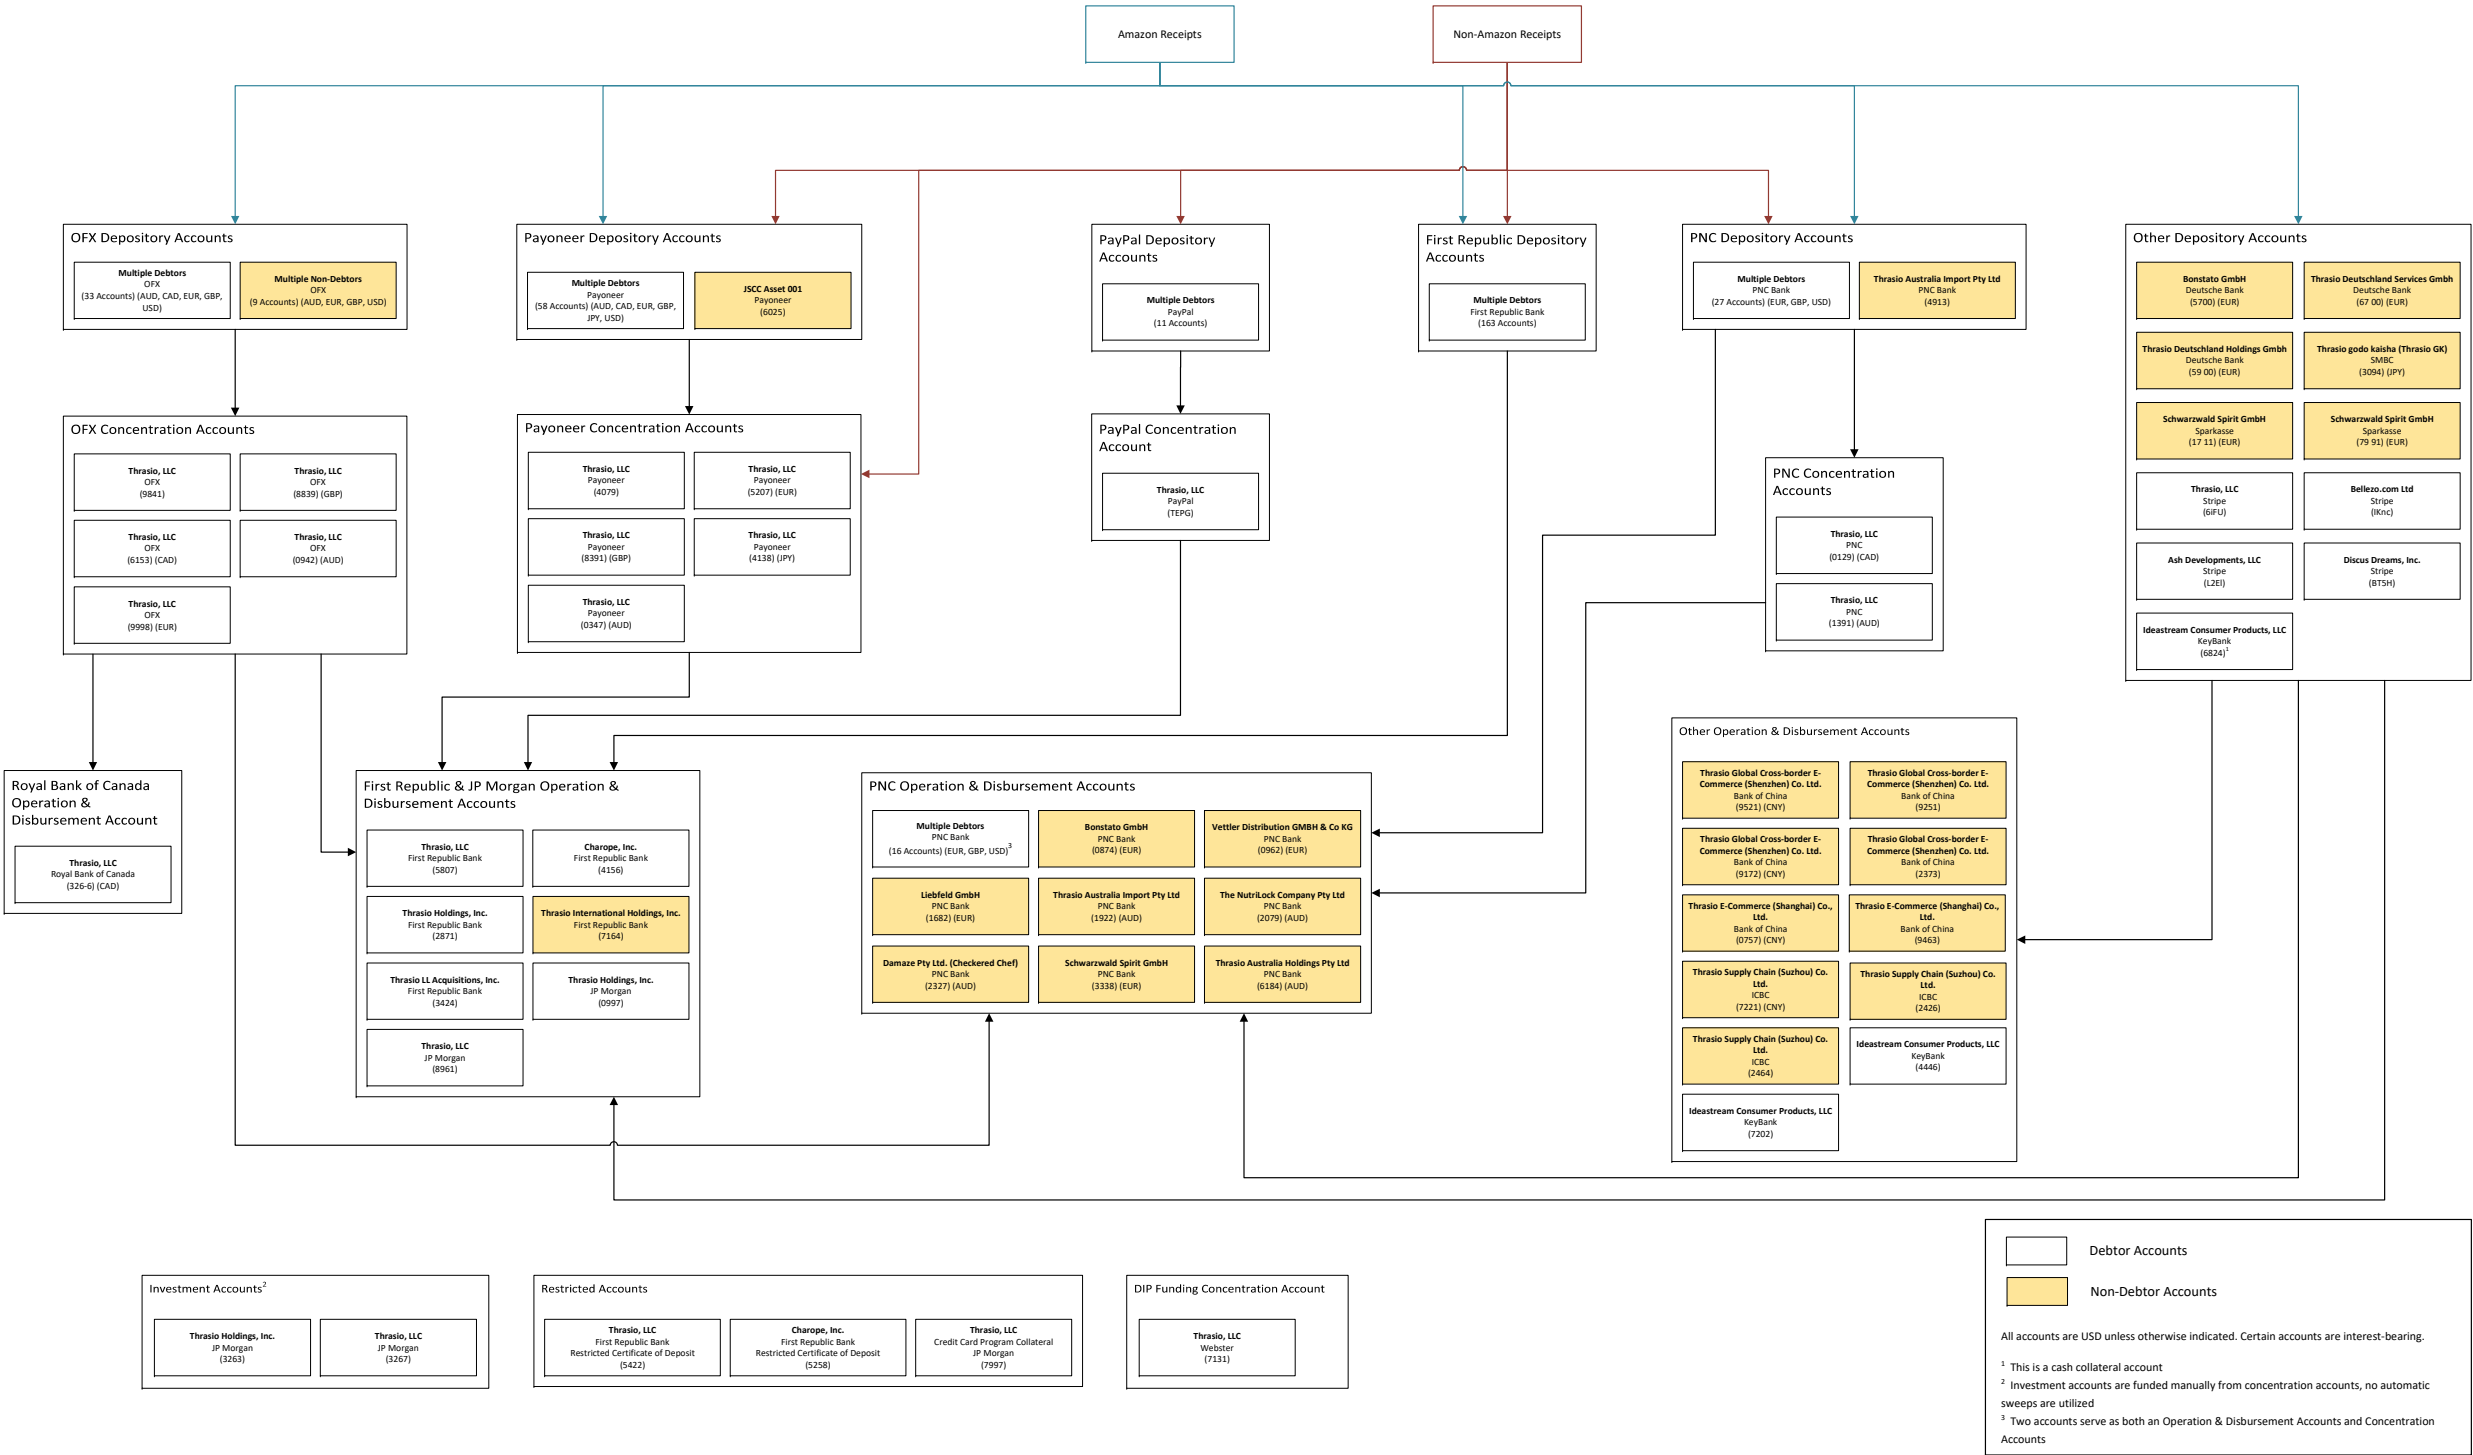 Amazon Receipts
Non-Amazon Receipts
OFX Depository Accounts
Multiple Debtors
OFX
(33 Accounts) (AUD, CAD, EUR, GBP,
USD)
Multiple Non-Debtors
OFX
(9 Accounts) (AUD, EUR, GBP, USD)
Payoneer Depository Accounts
Multiple Debtors
Payoneer
(58 Accounts) (AUD, CAD, EUR, GBP,
JPY, USD)
JSCC Asset 001
Payoneer
(6025)
PayPal Depository
Accounts
Multiple Debtors
PayPal
(11 Accounts)
First Republic Depository
Accounts
Multiple Debtors
First Republic Bank
(163 Accounts)
PNC Depository Accounts
Multiple Debtors
PNC Bank
(27 Accounts) (EUR, GBP, USD)
Thrasio Australia Import Pty Ltd
PNC Bank
(4913)
Other Depository Accounts
Bonstato GmbH
Deutsche Bank
(5700) (EUR)
Thrasio Deutschland Services Gmbh
Deutsche Bank
(67 00) (EUR)
Thrasio Deutschland Holdings Gmbh
Deutsche Bank
(59 00) (EUR)
Thrasio godo kaisha (Thrasio GK)
SMBC
(3094) (JPY)
Schwarzwald Spirit GmbH
Sparkasse
(17 11) (EUR)
Schwarzwald Spirit GmbH
Sparkasse
(79 91) (EUR)
Thrasio, LLC
Stripe
(6iFU)
Bellezo.com Ltd
Stripe
(IKnc)
Ash Developments, LLC
Stripe
(L2El)
Discus Dreams, Inc.
Stripe
(BT5H)
Ideastream Consumer Products, LLC
KeyBank
(6824)1
OFX Concentration Accounts
Thrasio, LLC
OFX
(9841)
Thrasio, LLC
OFX
(8839) (GBP)
Thrasio, LLC
OFX
(6153) (CAD)
Thrasio, LLC
OFX
(0942) (AUD)
Thrasio, LLC
OFX
(9998) (EUR)
Payoneer Concentration Accounts
Thrasio, LLC
Payoneer
(4079)
Thrasio, LLC
Payoneer
(5207) (EUR)
Thrasio, LLC
Payoneer
(8391) (GBP)
Thrasio, LLC
Payoneer
(4138) (JPY)
Thrasio, LLC
Payoneer
(0347) (AUD)
PayPal Concentration
Account
Thrasio, LLC
PayPal
(TEPG)
PNC Concentration
Accounts
Thrasio, LLC
PNC
(0129) (CAD)
Thrasio, LLC
PNC
(1391) (AUD)
Royal Bank of Canada
Operation &
Disbursement Account
Thrasio, LLC
Royal Bank of Canada
(326-6) (CAD)
First Republic & JP Morgan Operation &
Disbursement Accounts
Thrasio, LLC
First Republic Bank
(5807)
Charope, Inc.
First Republic Bank
(4156)
Thrasio Holdings, Inc.
First Republic Bank
(2871)
Thrasio International Holdings, Inc.
First Republic Bank
(7164)
Thrasio LL Acquisitions, Inc.
First Republic Bank
(3424)
Thrasio Holdings, Inc.
JP Morgan
(0997)
Thrasio, LLC
JP Morgan
(8961)
PNC Operation & Disbursement Accounts
Multiple Debtors
PNC Bank
(16 Accounts) (EUR, GBP, USD)3
Bonstato GmbH
PNC Bank
(0874) (EUR)
Vettler Distribution GMBH & Co KG
PNC Bank
(0962) (EUR)
Liebfeld GmbH
PNC Bank
(1682) (EUR)
Thrasio Australia Import Pty Ltd
PNC Bank
(1922) (AUD)
The NutriLock Company Pty Ltd
PNC Bank
(2079) (AUD)
Damaze Pty Ltd. (Checkered Chef)
PNC Bank
(2327) (AUD)
Schwarzwald Spirit GmbH
PNC Bank
(3338) (EUR)
Thrasio Australia Holdings Pty Ltd
PNC Bank
(6184) (AUD)
Other Operation & Disbursement Accounts
Thrasio Global Cross-border E-
Commerce (Shenzhen) Co. Ltd.
Bank of China
(9521) (CNY)
Thrasio Global Cross-border E-
Commerce (Shenzhen) Co. Ltd.
Bank of China
(9251)
Thrasio Global Cross-border E-
Commerce (Shenzhen) Co. Ltd.
Bank of China
(9172) (CNY)
Thrasio Global Cross-border E-
Commerce (Shenzhen) Co. Ltd.
Bank of China
(2373)
Thrasio E-Commerce (Shanghai) Co.,
Ltd.
Bank of China
(0757) (CNY)
Thrasio E-Commerce (Shanghai) Co.,
Ltd.
Bank of China
(9463)
Thrasio Supply Chain (Suzhou) Co.
Ltd.
ICBC
(7221) (CNY)
Thrasio Supply Chain (Suzhou) Co.
Ltd.
ICBC
(2426)
Thrasio Supply Chain (Suzhou) Co.
Ltd.
ICBC
(2464)
Ideastream Consumer Products, LLC
KeyBank
(4446)
Ideastream Consumer Products, LLC
KeyBank
(7202)
Investment Accounts2
Thrasio Holdings, Inc.
JP Morgan
(3263)
Thrasio, LLC
JP Morgan
(3267)
Restricted Accounts
Thrasio, LLC
First Republic Bank
Restricted Certificate of Deposit
(5422)
Charope, Inc.
First Republic Bank
Restricted Certificate of Deposit
(5258)
Thrasio, LLC
Credit Card Program Collateral
JP Morgan
(7997)
DIP Funding Concentration Account
Thrasio, LLC
Webster
(7131)
Debtor Accounts
Non-Debtor Accounts
All accounts are USD unless otherwise indicated. Certain accounts are interest-bearing.
1 This is a cash collateral account
2 Investment accounts are funded manually from concentration accounts, no automatic
sweeps are utilized
3 Two accounts serve as both an Operation & Disbursement Accounts and Concentration
Accounts